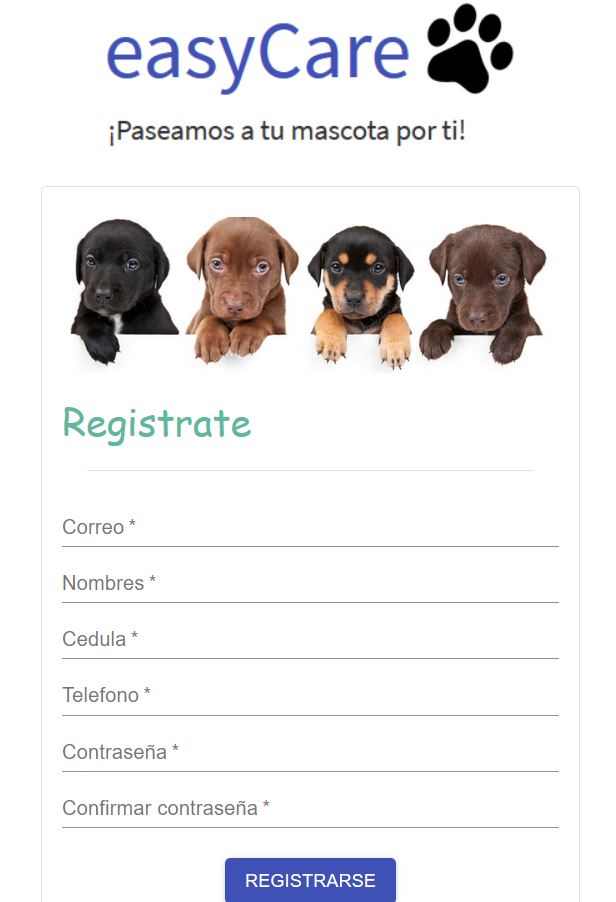 easyCare
¡Paseamos a tu mascota por ti!
Registrate
Correo *
Nombres *
Cedula *
Telefono *
Contraseña *
Confirmar contraseña *
REGISTRARSE